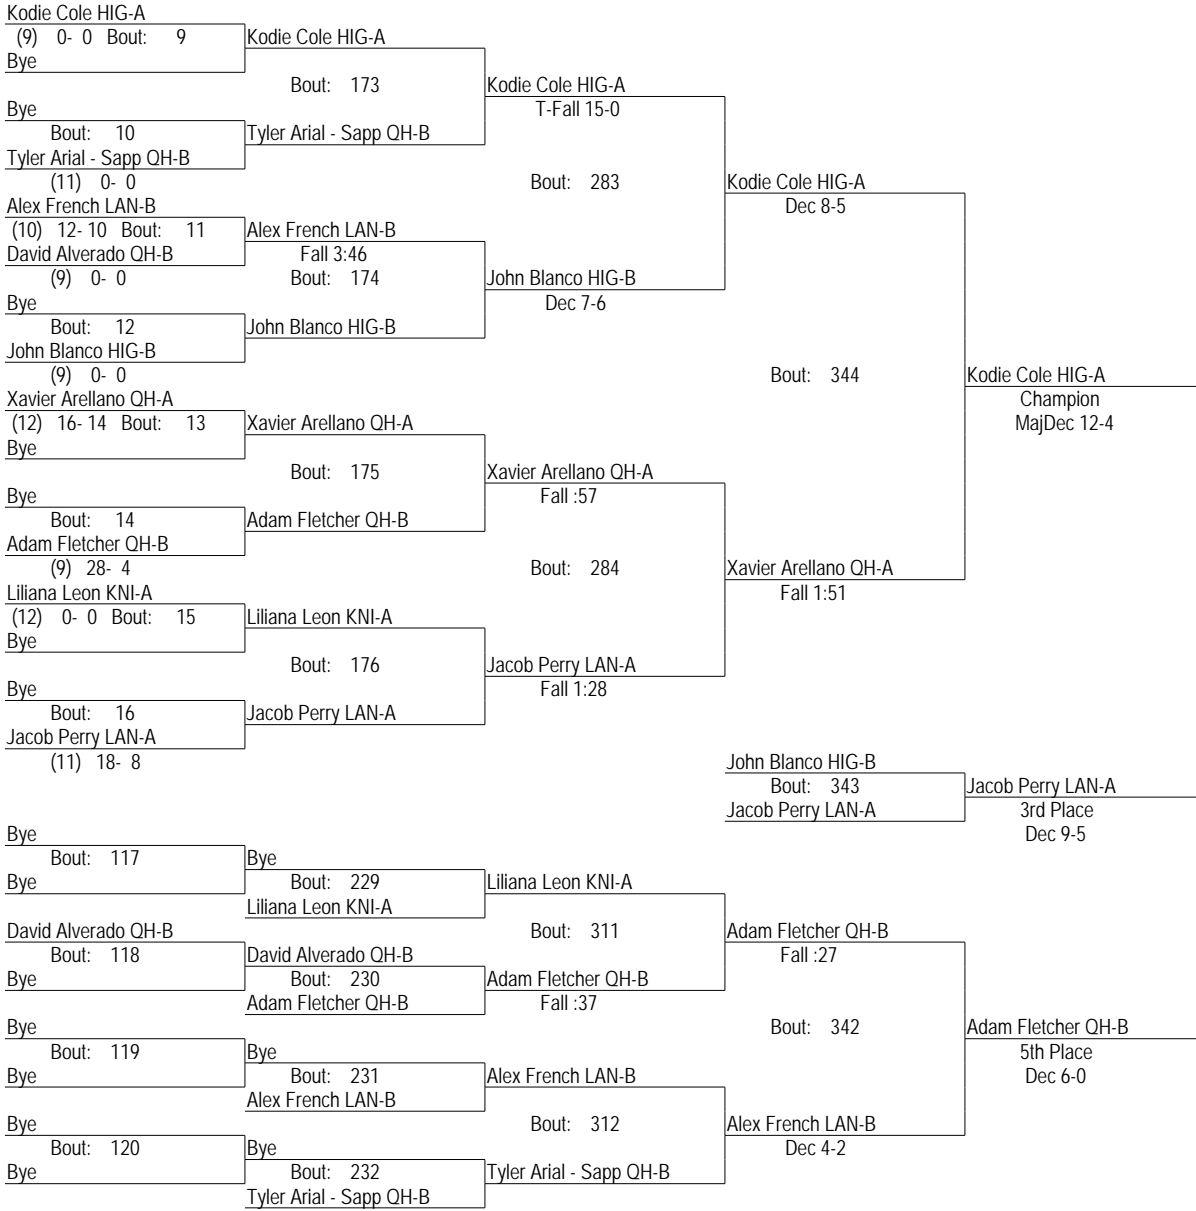 Kodie Cole HIG-A
(9) 0- 0 Bout: 9 Kodie Cole HIG-A
Bye
Bout: 173 Kodie Cole HIG-A
Bye T-Fall 15-0
Bout: 10 Tyler Arial - Sapp QH-B
Tyler Arial - Sapp QH-B
(11) 0- 0 Bout: 283 Kodie Cole HIG-A
Alex French LAN-B Dec 8-5
(10) 12- 10 Bout: 11 Alex French LAN-B
David Alverado QH-B Fall 3:46
(9) 0- 0 Bout: 174 John Blanco HIG-B
Bye Dec 7-6
Bout: 12 John Blanco HIG-B
John Blanco HIG-B
(9) 0- 0 Bout: 344 Kodie Cole HIG-A
Xavier Arellano QH-A Champion
(12) 16- 14 Bout: 13 Xavier Arellano QH-A MajDec 12-4
Bye
Bout: 175 Xavier Arellano QH-A
Bye Fall :57
Bout: 14 Adam Fletcher QH-B
Adam Fletcher QH-B
(9) 28- 4 Bout: 284 Xavier Arellano QH-A
Liliana Leon KNI-A Fall 1:51
(12) 0- 0 Bout: 15 Liliana Leon KNI-A
Bye
Bout: 176 Jacob Perry LAN-A
Bye Fall 1:28
Bout: 16 Jacob Perry LAN-A
Jacob Perry LAN-A
(11) 18- 8 John Blanco HIG-B
Bout: 343 Jacob Perry LAN-A
Jacob Perry LAN-A 3rd Place
Bye Dec 9-5
Bout: 117 Bye
Bye Bout: 229 Liliana Leon KNI-A
Liliana Leon KNI-A
David Alverado QH-B Bout: 311 Adam Fletcher QH-B
Bout: 118 David Alverado QH-B Fall :27
Bye Bout: 230 Adam Fletcher QH-B
Adam Fletcher QH-B Fall :37
Bye Bout: 342 Adam Fletcher QH-B
Bout: 119 Bye 5th Place
Bye Bout: 231 Alex French LAN-B Dec 6-0
Alex French LAN-B
Bye Bout: 312 Alex French LAN-B
Bout: 120 Bye Dec 4-2
Bye Bout: 232 Tyler Arial - Sapp QH-B
Tyler Arial - Sapp QH-B